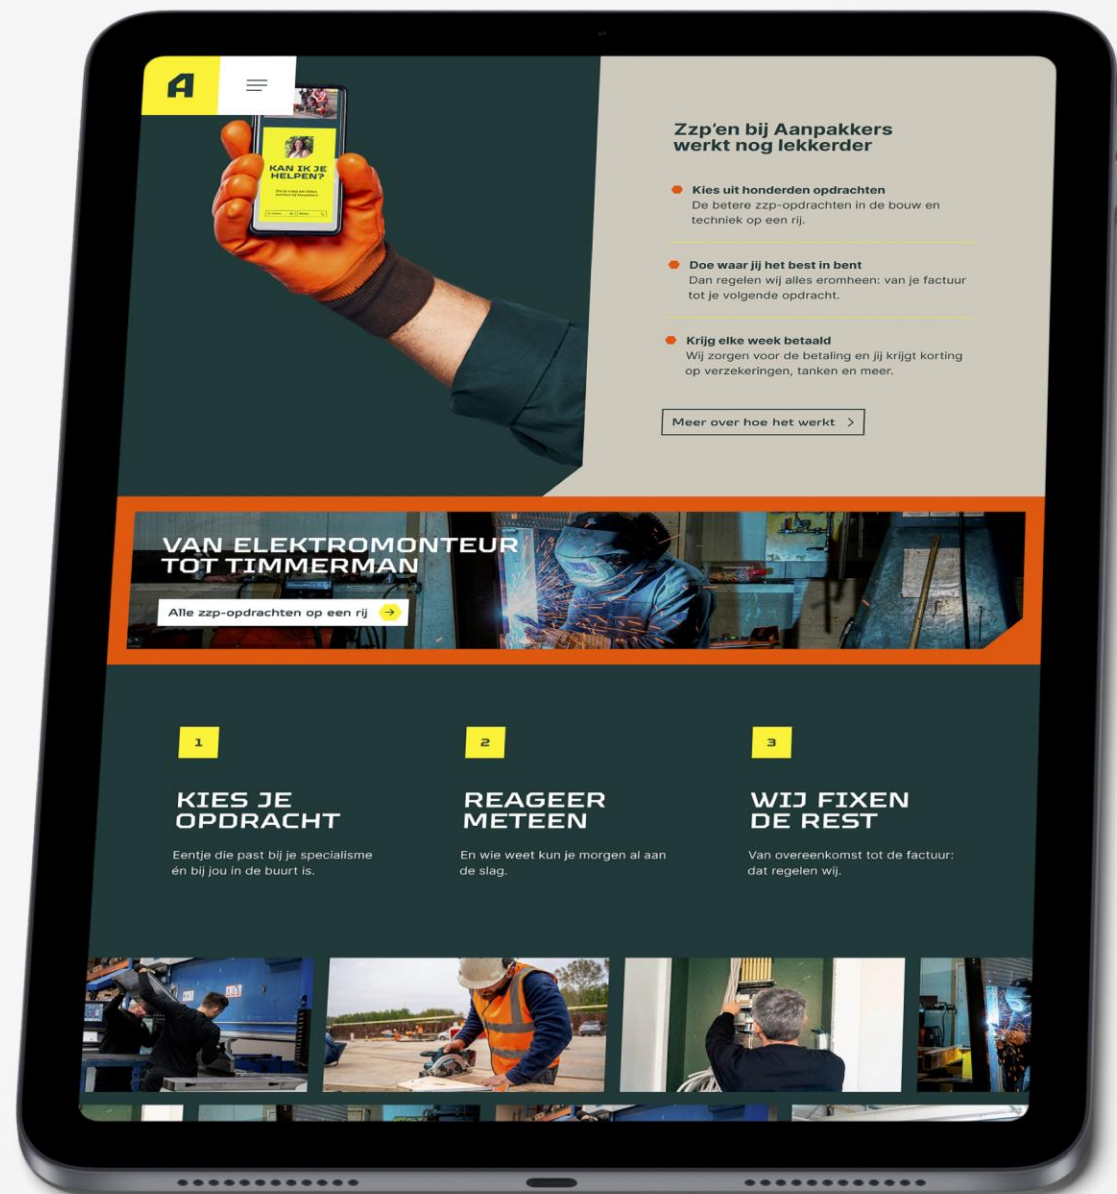 A
KAN IK JE
HELPEN?
Zzp'en bij Aanpakkers
werkt nog lekkerder
Kies uit honderden opdrachten
De betere zzp-opdrachten in de bouw en
techniek op een rij.
Doe waar jij het best in bent
Dan regelen wij alles eromheen: van je factuur
tot je volgende opdracht.
Krijg elke week betaald
Wij zorgen voor de betaling en jij krijgt korting
op verzekeringen, tanken en meer.
Meer over hoe het werkt
VAN ELEKTROMONTEUR
TOT TIMMERMAN
Alle zzp-opdrachten op een rij
1
KIES JE
OPDRACHT
Eentje die past bij je specialisme
én bij jou in de buurt is.
2
REAGEER
METEEN
En wie weet kun je morgen al aan
de slag.
3
WIJ FIXEN
DE REST
Van overeenkomst tot de factuur:
dat regelen wij.